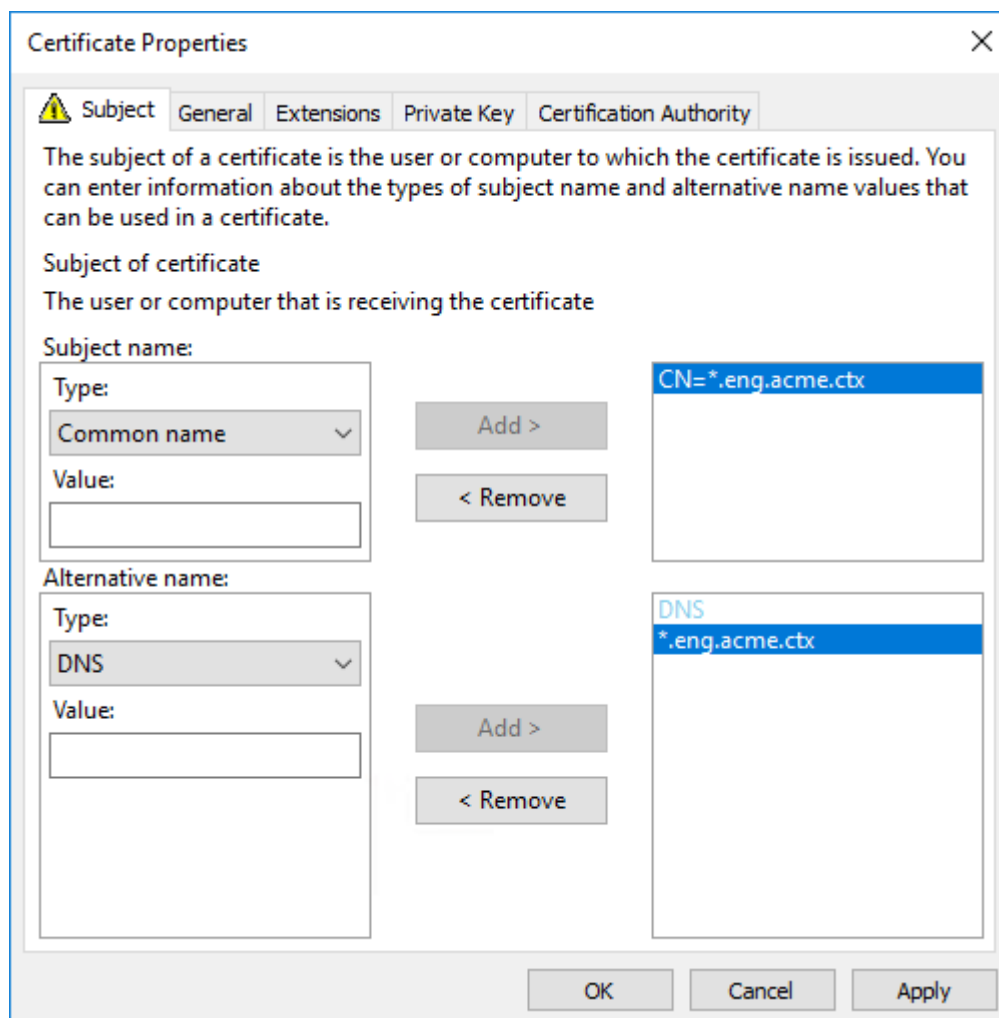 Certificate Properties
Subject General Extensions Private Key Certification Authority
The subject of a certificate is the user or computer to which the certificate is issued. You
can enter information about the types of subject name and alternative name values that
can be used in a certificate.
Subject of certificate
The user or computer that is receiving the certificate
Subject name:
Type:
Common name
Value:
Add >
< Remove
CN=*.eng.acme.ctx
Alternative name:
Type:
DNS
Value:
Add >
< Remove
DNS
*.eng.acme.ctx
OK Cancel Apply